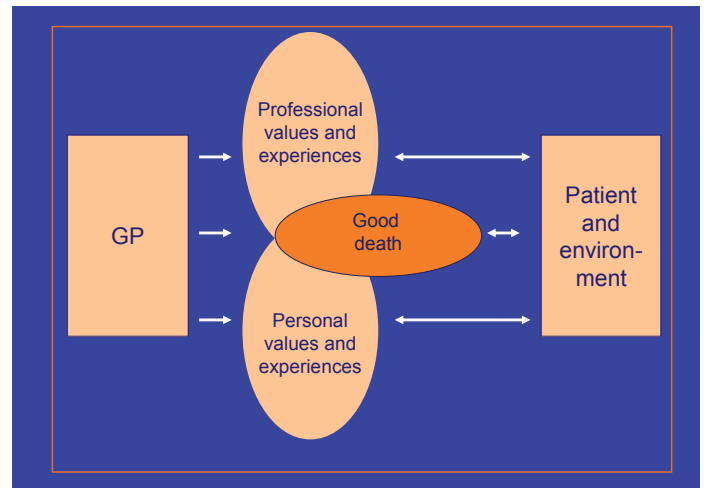 GP
Professional
values and
experiences
Good
death
Personal
values and
experiences
Patient
and
environ-
ment